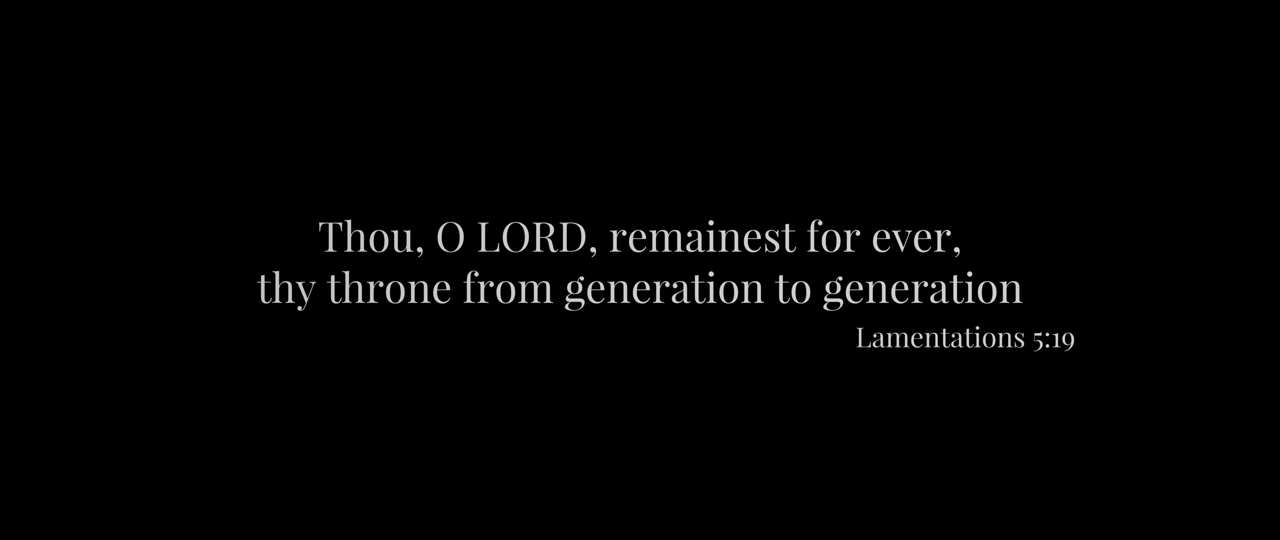 Thou, O LORD, remainest for ever,
thy throne from generation to generation
Lamentations 5:19